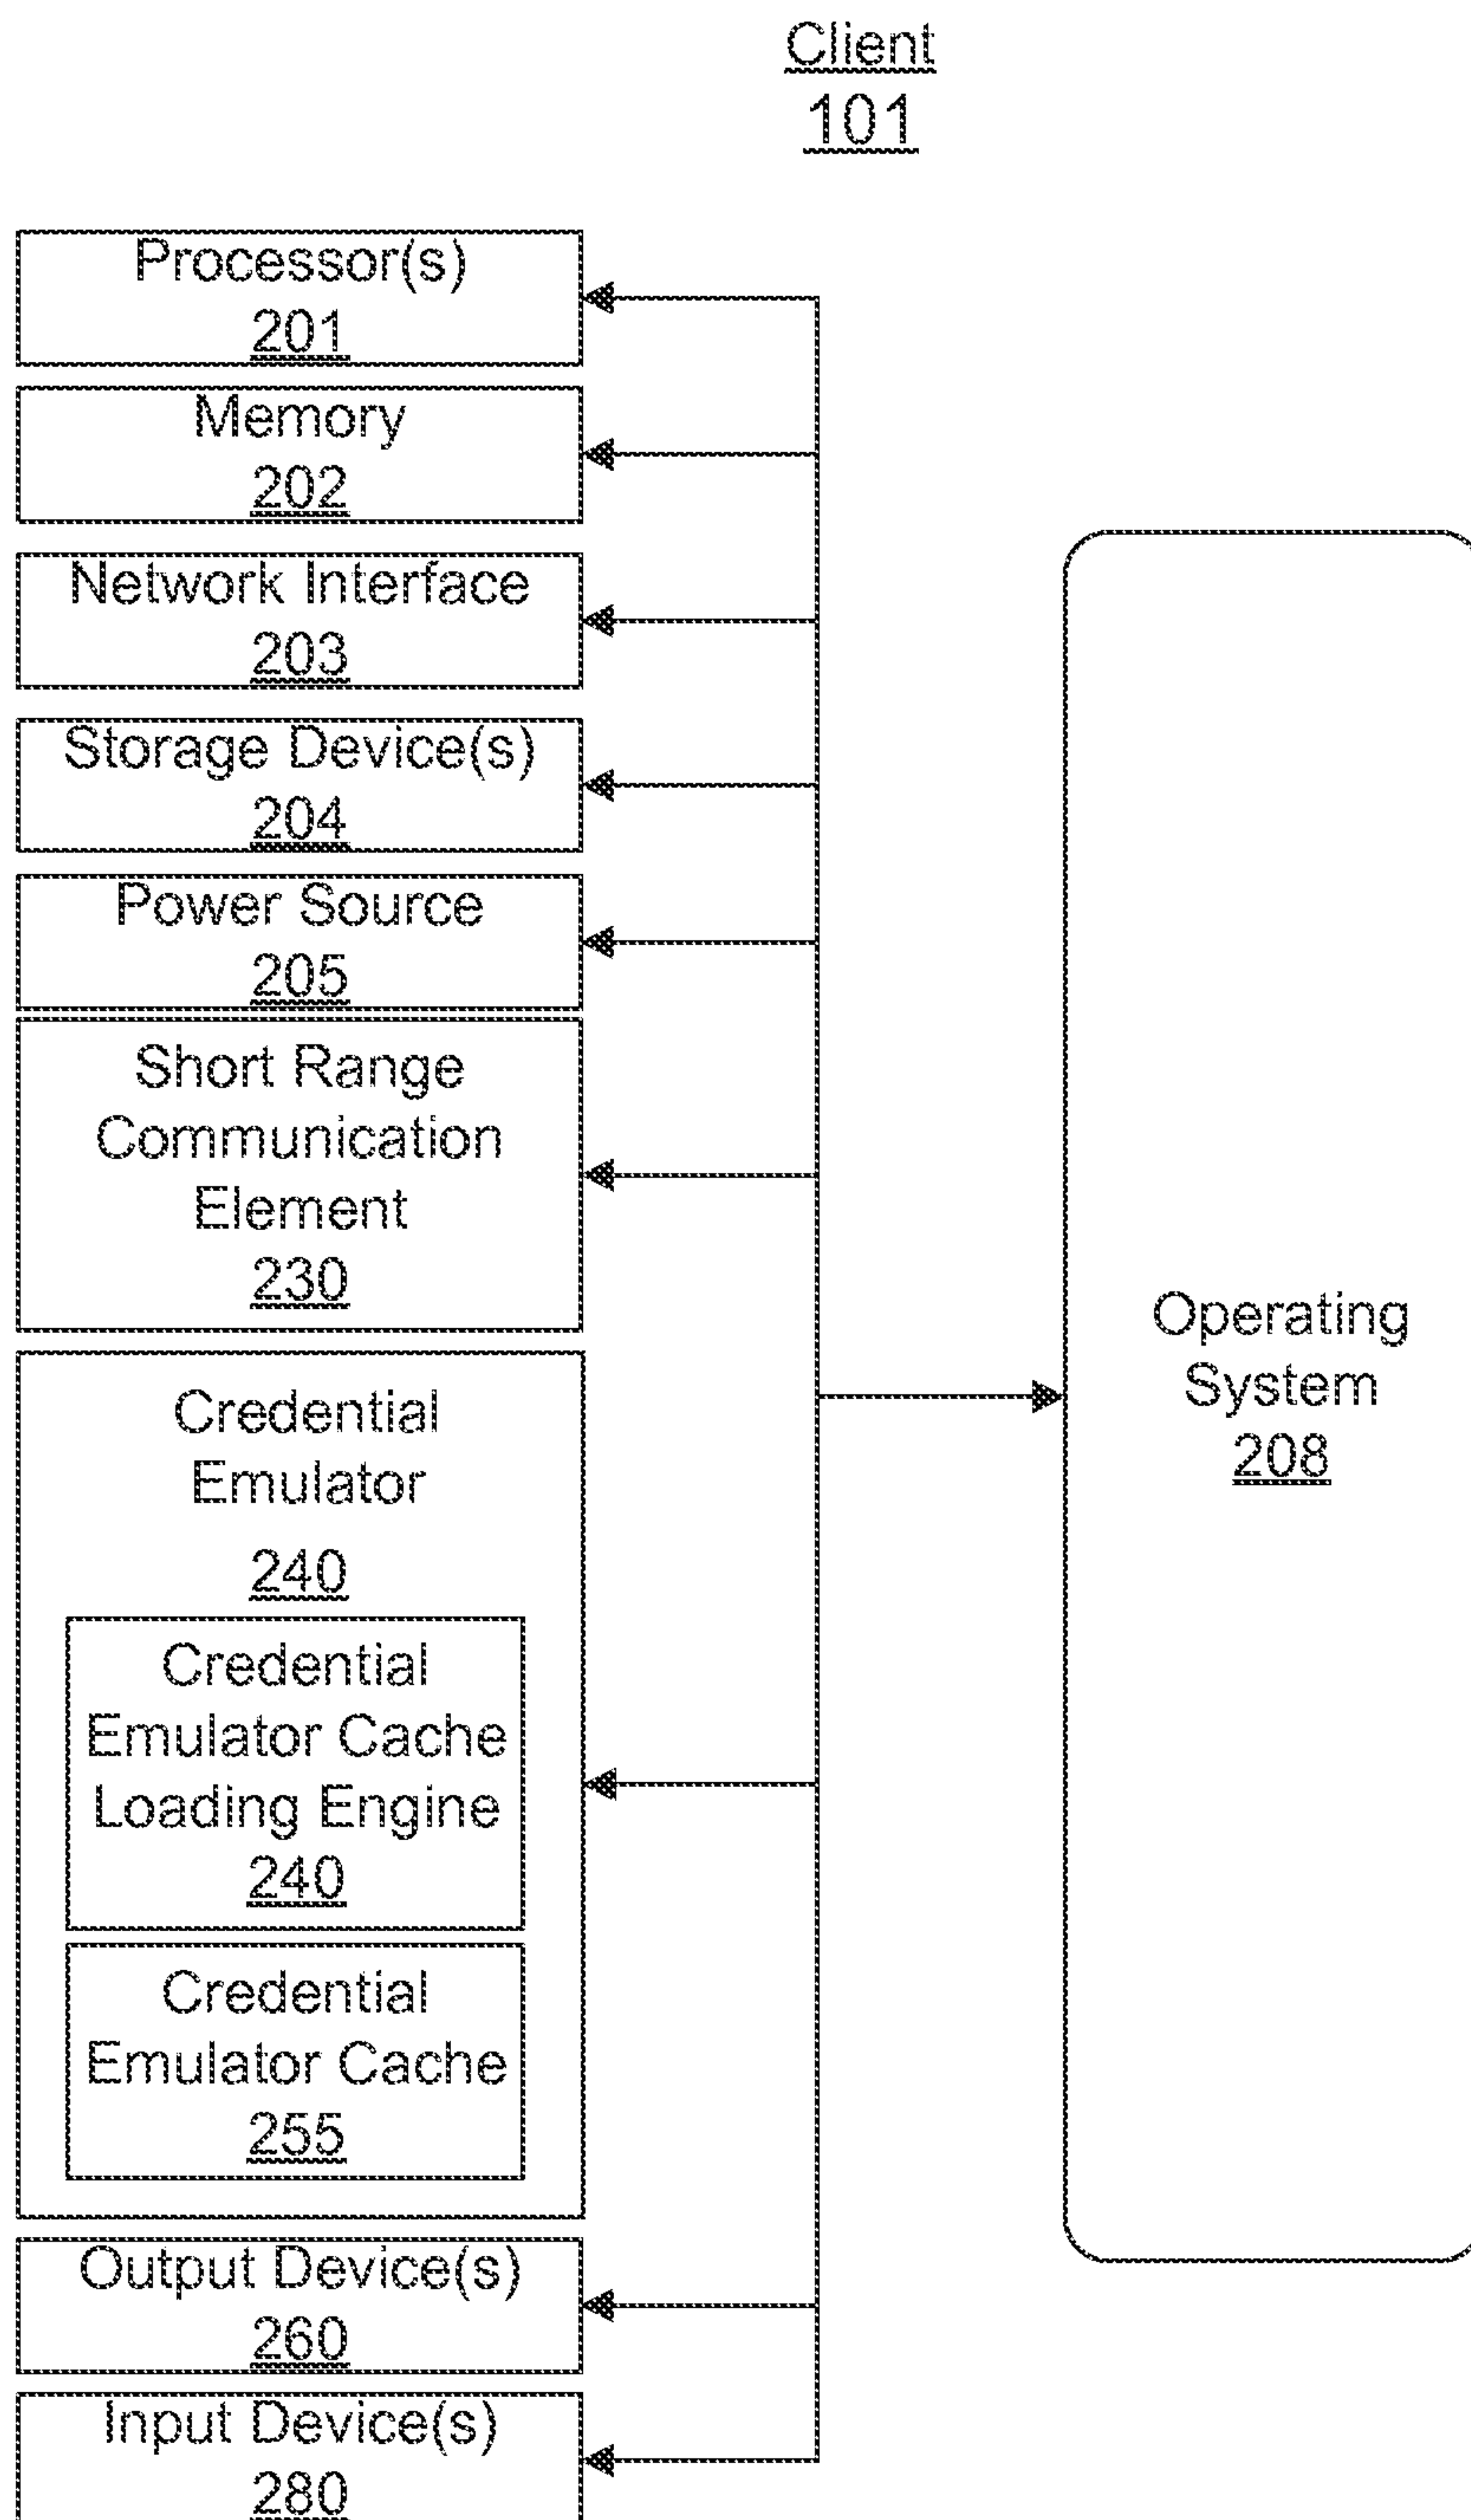 Client
101
Processor(s)
201
Memory
202
Network Interface
203
Storage Device(s)
204
Power Source
205
Short Range
Communication
Element
230
Credential
Emulator
240
Credential
Emulator Cache
Loading Engine
240
Credential
Emulator Cache
255
Output Device(s)
260
Input Device(s)
280
Operating
System
208